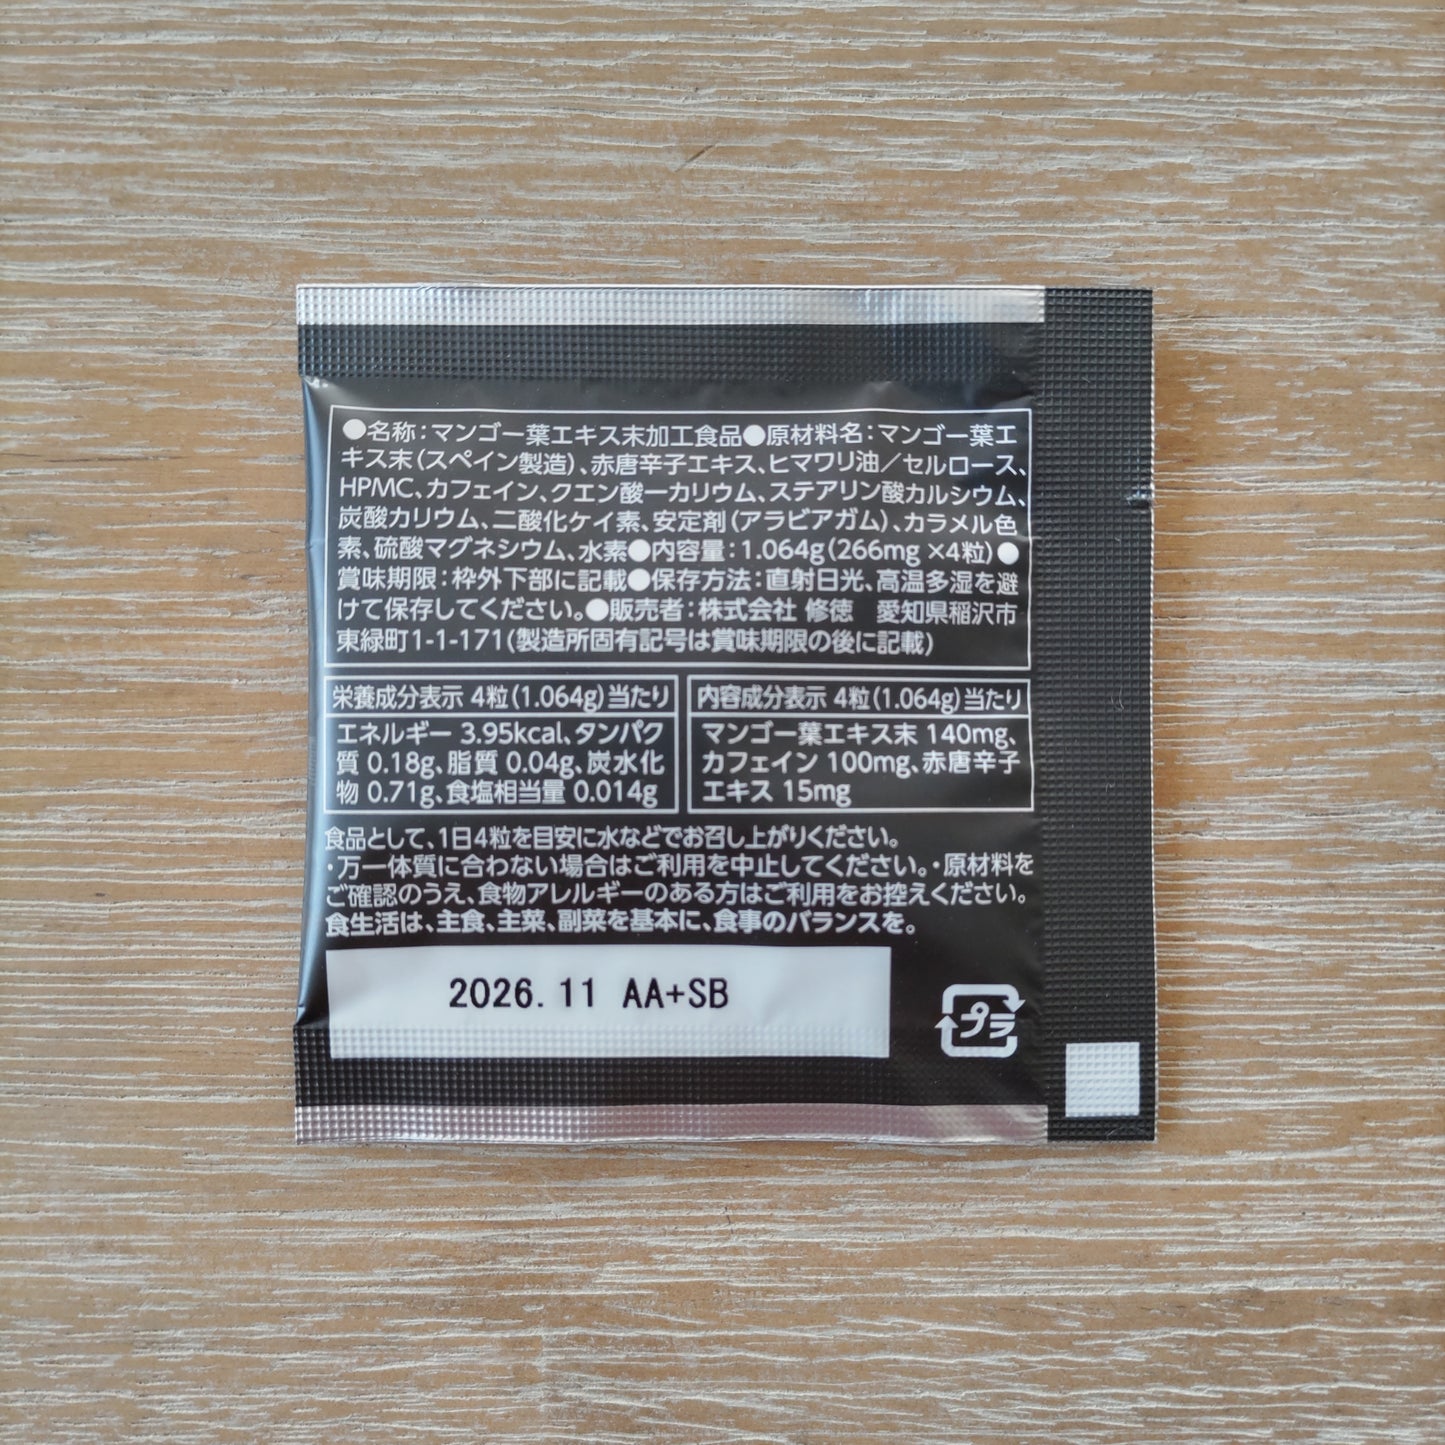 ●名称：マンゴー葉エキス末加工食品●原材料名：マンゴー葉エ
キス末（スペイン製造）、赤唐辛子エキス、ヒマワリ油／セルロース、
HPMC、カフェイン、クエン酸一カリウム、ステアリン酸カルシウム、
炭酸カリウム、二酸化ケイ素、安定剤（アラビアガム）、カラメル色
素、硫酸マグネシウム、水素●内容量：1.064g（266mg ×4粒）●
賞味期限：枠外下部に記載●保存方法：直射日光、高温多湿を避
けて保存してください。●販売者：株式会社 修徳　愛知県稲沢市
東緑町1-1-171（製造所固有記号は賞味期限の後に記載）
栄養成分表示 4粒（1.064g）当たり
エネルギー 3.95kcal、タンパク
質 0.18g、脂質 0.04g、炭水化
物 0.71g、食塩相当量 0.014g
内容成分表示 4粒（1.064g）当たり
マンゴー葉エキス末 140mg、
カフェイン 100mg、赤唐辛子
エキス 15mg
食品として、1日4粒を目安に水などでお召し上がりください。
・万一体質に合わない場合はご利用を中止してください。・原材料を
ご確認のうえ、食物アレルギーのある方はご利用をお控えください。
食生活は、主食、主菜、副菜を基本に、食事のバランスを。
2026.11 AA+SB
プラ